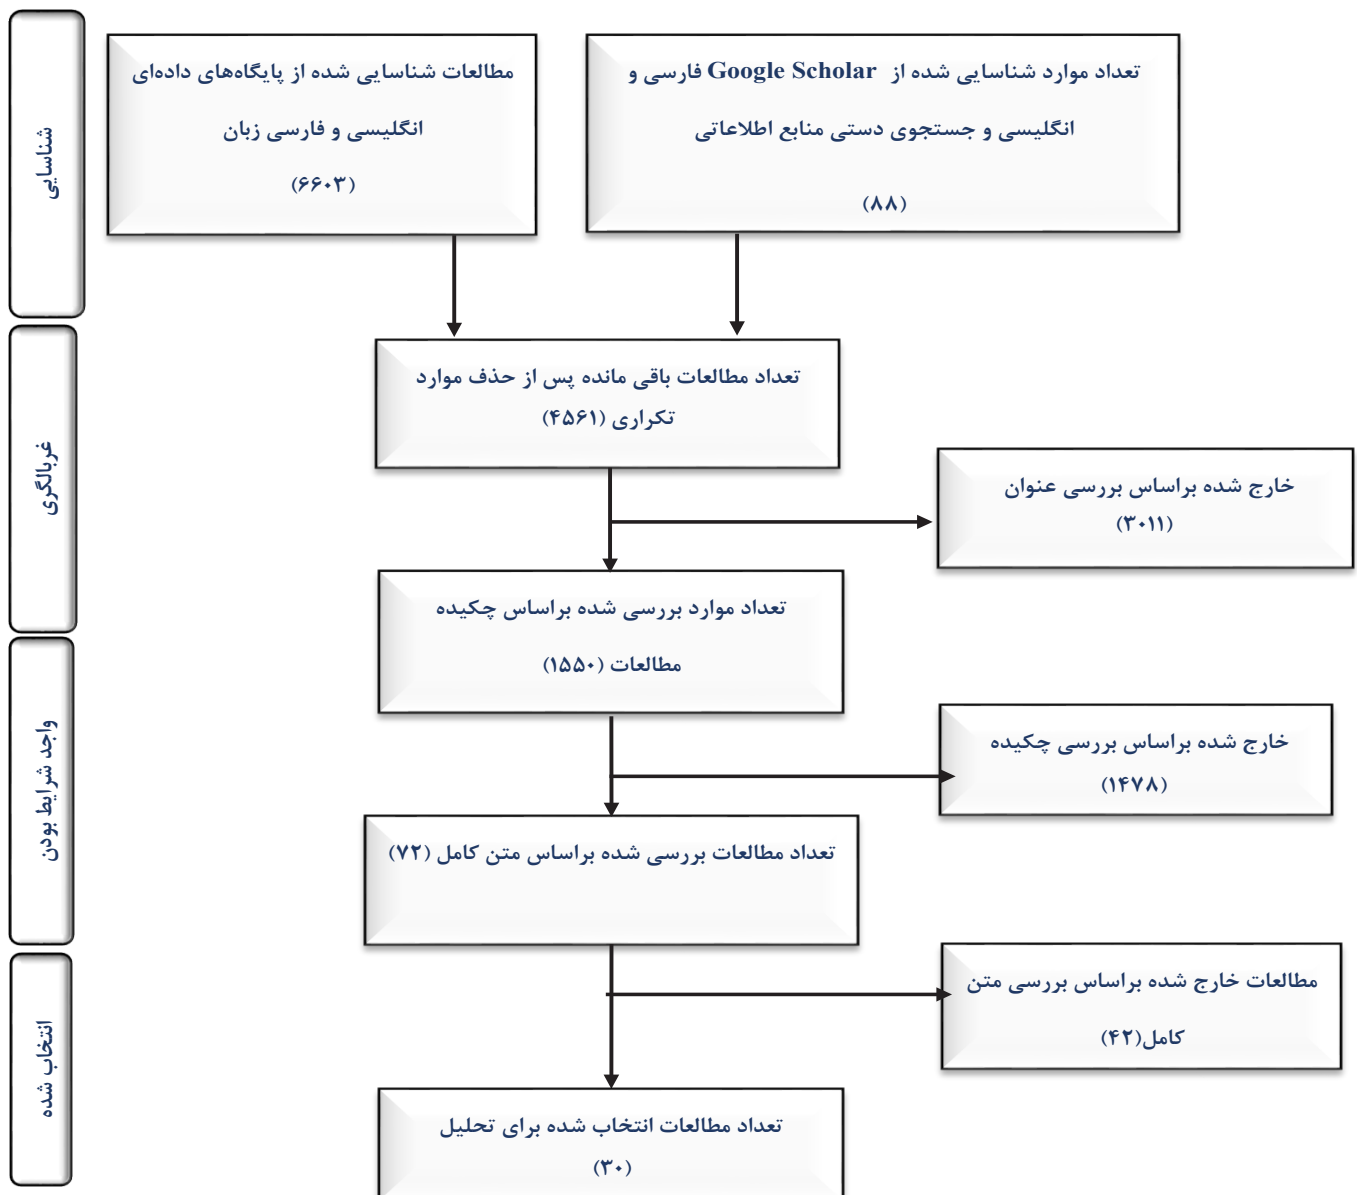 شناسایی
تعداد موارد شناسایی شده از Google Scholar فارسی و
انگلیسی و جستجوی دستی منابع اطلاعاتی
(۸۸)
مطالعات شناسایی شده از پایگاه‌های داده‌ای
انگلیسی و فارسی زبان
(۶۶۰۳)
غربالگری
تعداد مطالعات باقی مانده پس از حذف موارد
تکراری (۴۵۶۱)
خارج شده براساس بررسی عنوان
(۳۰۱۱)
تعداد موارد بررسی شده براساس چکیده
مطالعات (۱۵۵۰)
واجد شرایط بودن
خارج شده براساس بررسی چکیده
(۱۴۷۸)
تعداد مطالعات بررسی شده براساس متن کامل (۷۲)
انتخاب شده
مطالعات خارج شده براساس بررسی متن
کامل(۴۲)
تعداد مطالعات انتخاب شده برای تحلیل
(۳۰)